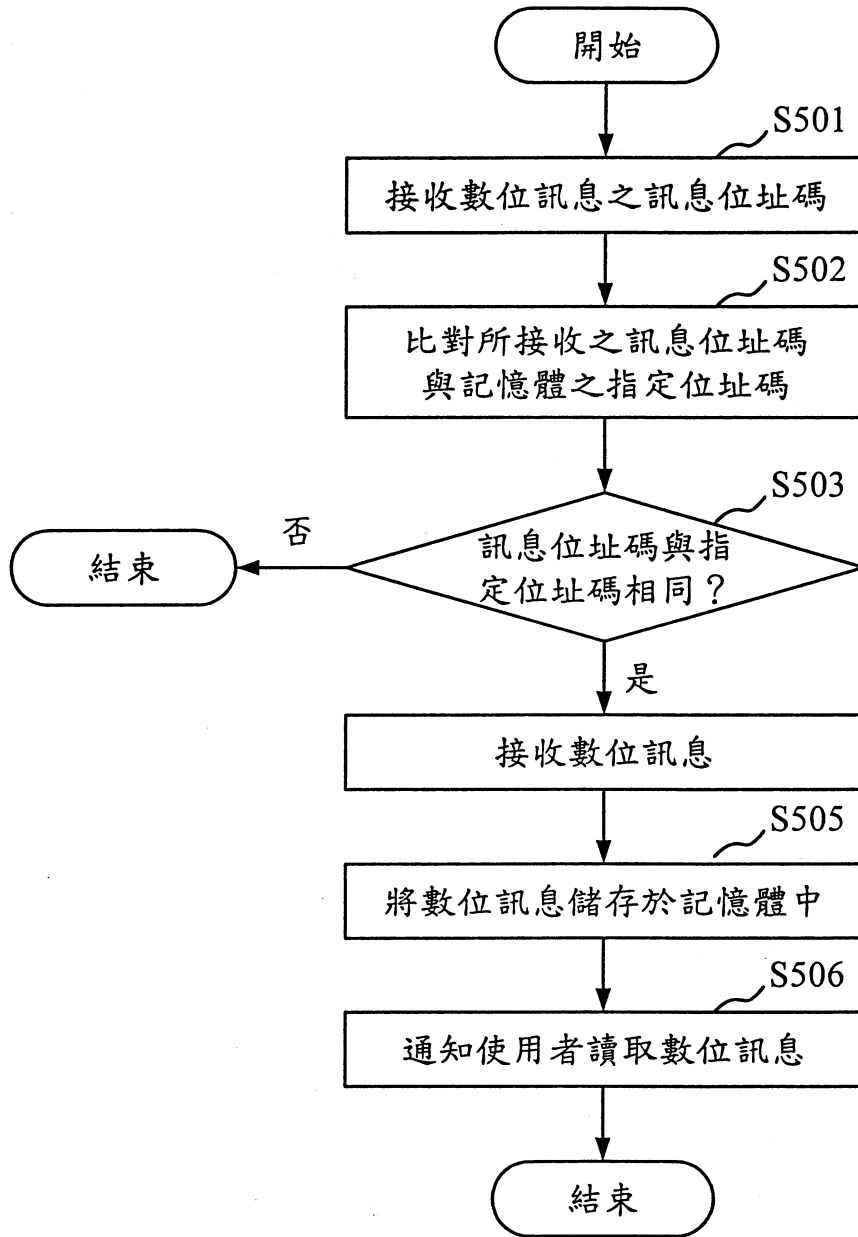 開始
S501
接收數位訊息之訊息位址碼
S502
比對所接收之訊息位址碼
與記憶體之指定位址碼
S503
訊息位址碼與指
定位址碼相同？
否
結束
是
接收數位訊息
S505
將數位訊息儲存於記憶體中
S506
通知使用者讀取數位訊息
結束